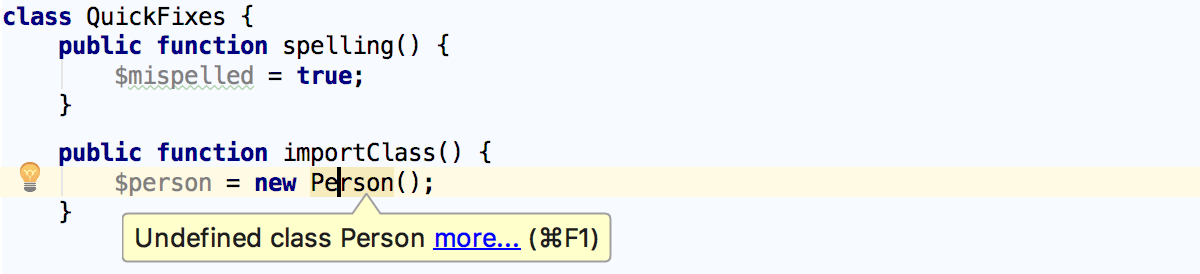 class QuickFixes {
    public function spelling() {
        $mispelled = true;
    }
    public function importClass() {
        $person = new Person();
    }
Undefined class Person more... (⌘F1)